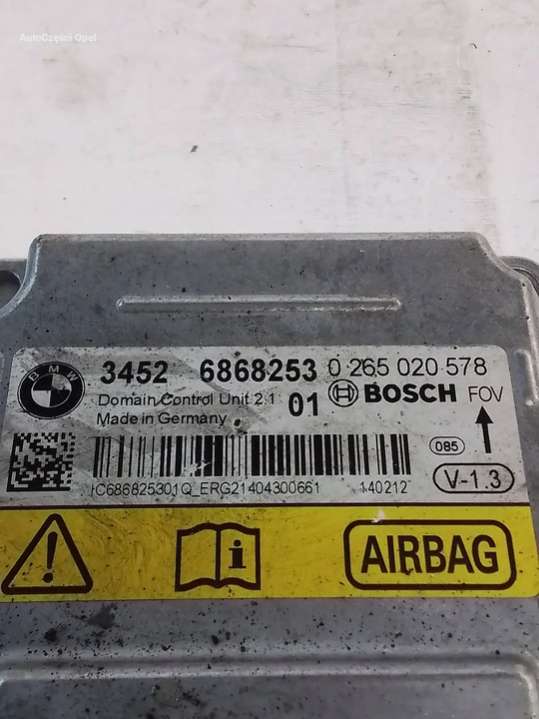 AutoCzęści Opel
BMW
3452 6868253 0 265 020 578
Domain Control Unit 2.1 01 BOSCH FOV
Made in Germany
085
V-1.3
IC686825301Q_ERG21404300661 140212
i
AIRBAG